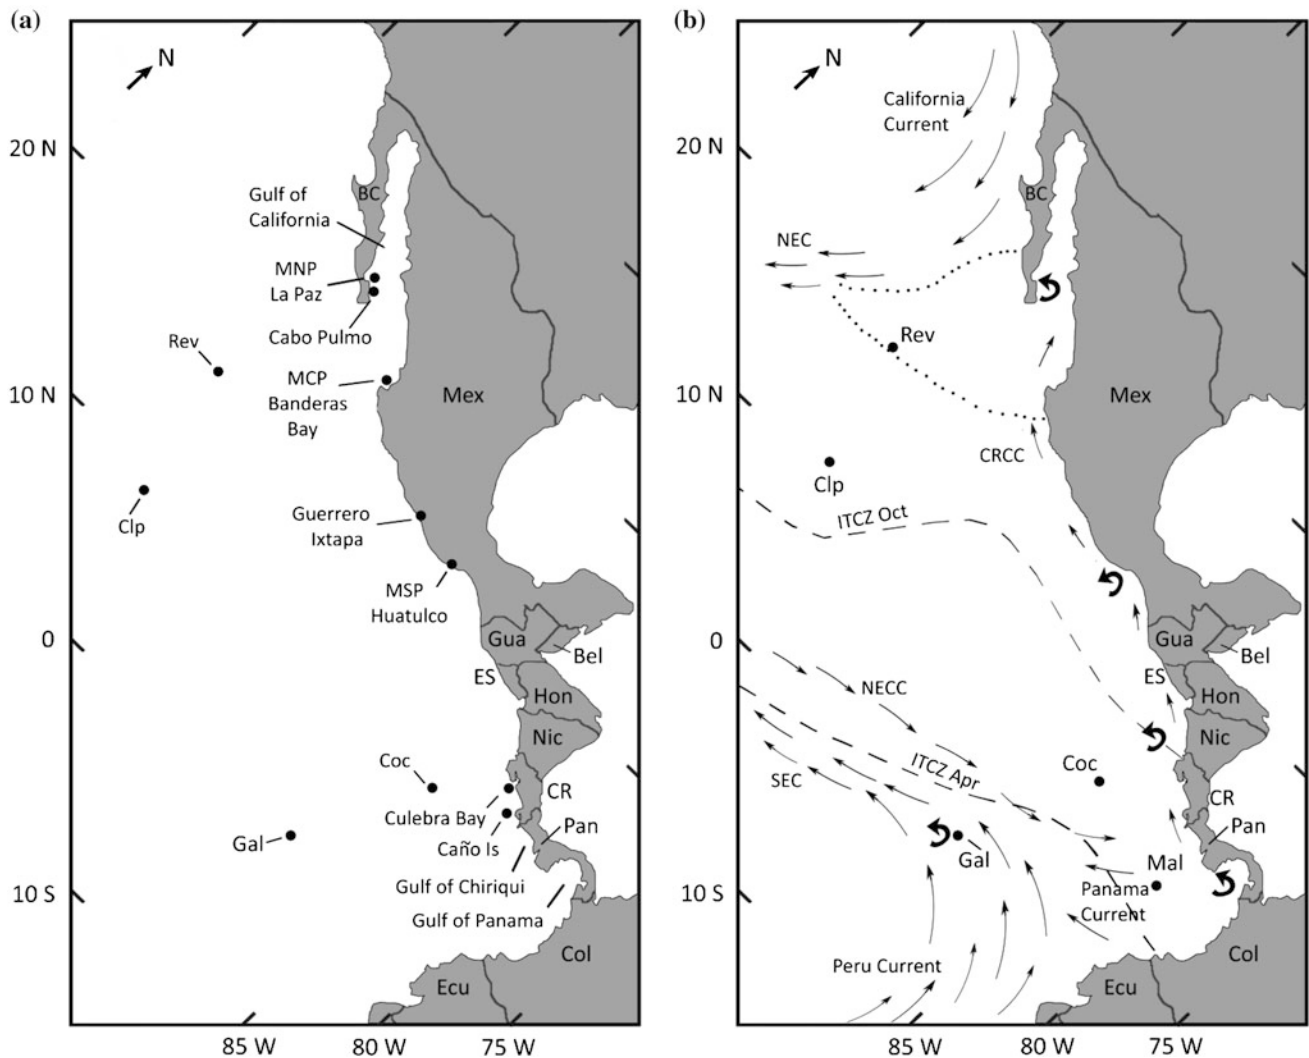 (a)
N
20 N
10 N
0
10 S
85 W
80 W
75 W
BC
Gulf of
California
MNP
La Paz
Cabo Pulmo
Rev
MCP
Banderas
Bay
Mex
Clp
Guerrero
Ixtapa
MSP
Huatulco
Gua
Bel
ES
Hon
Nic
Coc
CR
Culebra Bay
Pan
Gal
Caño Is
Gulf of Chiriqui
Gulf of Panama
Col
Ecu
(b)
N
20 N
10 N
0
10 S
85 W
80 W
75 W
California
Current
BC
NEC
Rev
Mex
CRCC
Clp
ITCZ Oct
Gua
Bel
ES
Hon
NECC
Nic
Coc
ITCZ Apr
SEC
CR
Pan
Gal
Mal
Panama
Current
Peru Current
Col
Ecu